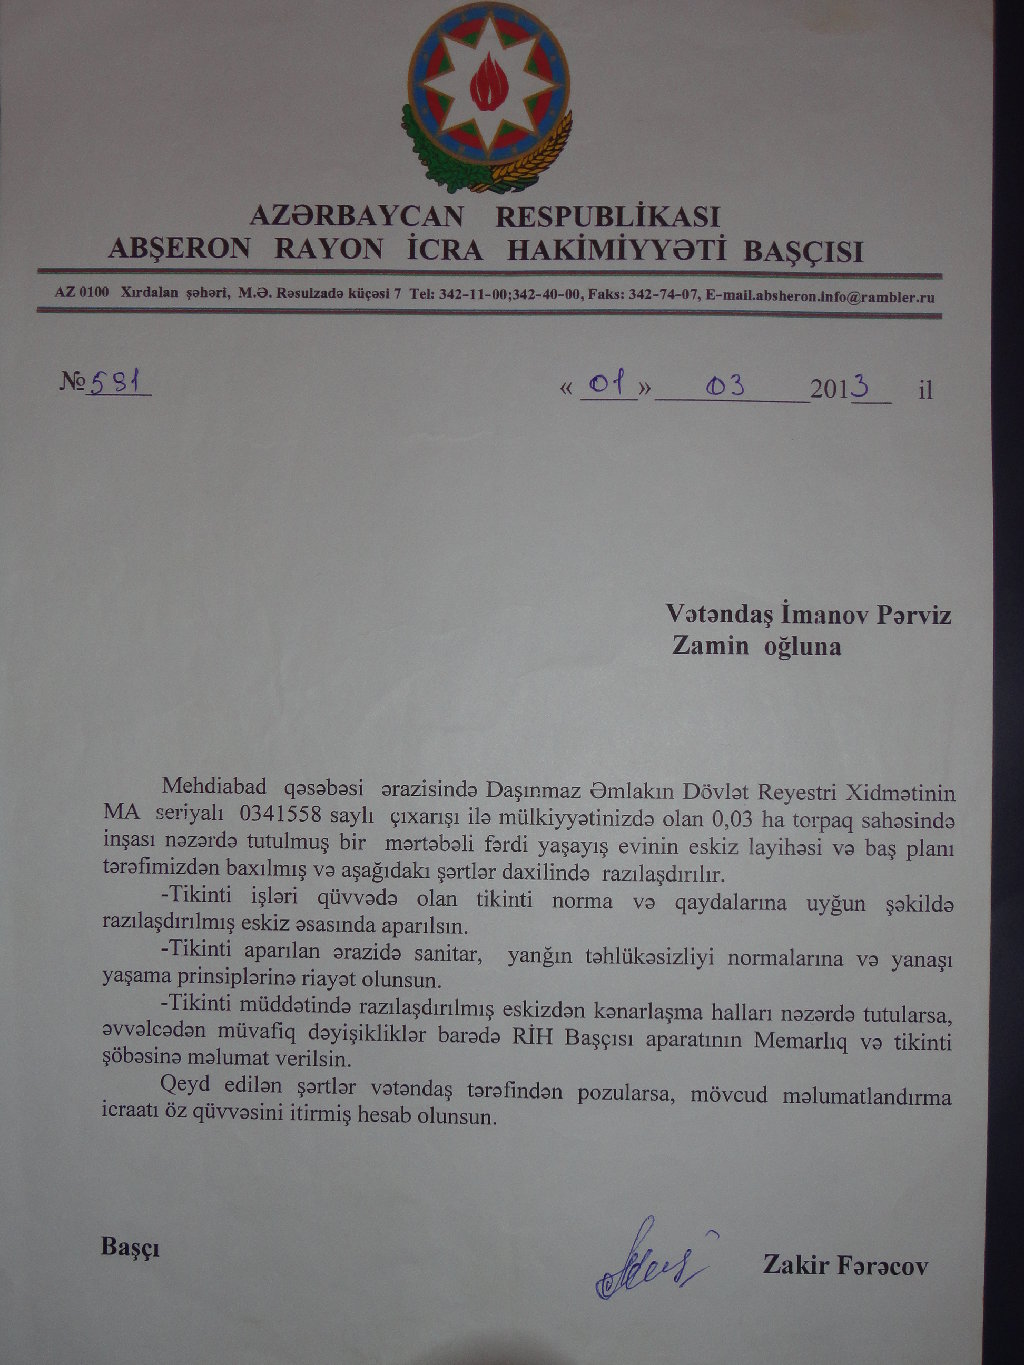 AZƏRBAYCAN RESPUBLİKASI
ABŞERON RAYON İCRA HAKİMİYYƏTİ BAŞÇISI
AZ 0100 Xırdalan şəhəri, M.Ə. Rəsulzadə küçəsi 7 Tel: 342-11-00;342-40-00, Faks: 342-74-07, E-mail.absheron.info@rambler.ru
№ 591 « 01 » 03 2013 il
Vətəndaş İmanov Pərviz
Zamin oğluna
Mehdiabad qəsəbəsi ərazisində Daşınmaz Əmlakın Dövlət Reyestri Xidmətinin
MA seriyalı 0341558 saylı çıxarışı ilə mülkiyyətinizdə olan 0,03 ha torpaq sahəsində
inşası nəzərdə tutulmuş bir mərtəbəli fərdi yaşayış evinin eskiz layihəsi və baş planı
tərəfimizdən baxılmış və aşağıdakı şərtlər daxilində razılaşdırılır.
-Tikinti işləri qüvvədə olan tikinti norma və qaydalarına uyğun şəkildə
razılaşdırılmış eskiz əsasında aparılsın.
-Tikinti aparılan ərazidə sanitar, yanğın təhlükəsizliyi normalarına və yanaşı
yaşama prinsiplərinə riayət olunsun.
-Tikinti müddətində razılaşdırılmış eskizdən kənarlaşma halları nəzərdə tutularsa,
əvvəlcədən müvafiq dəyişikliklər barədə RİH Başçısı aparatının Memarlıq və tikinti
şöbəsinə məlumat verilsin.
Qeyd edilən şərtlər vətəndaş tərəfindən pozularsa, mövcud məlumatlandırma
icraatı öz qüvvəsini itirmiş hesab olunsun.
Başçı Zakir Fərəcov